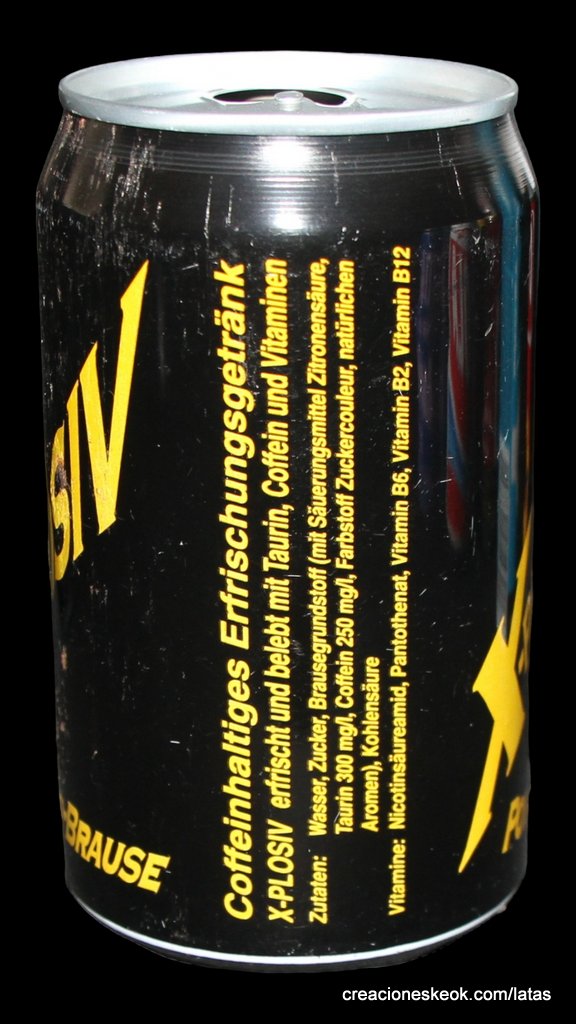 SIV
-BRAUSE
Coffeinhaltiges Erfrischungsgetränk
X-PLOSIV erfrischt und belebt mit Taurin, Coffein und Vitaminen
Zutaten: Wasser, Zucker, Brausegrundstoff (mit Säuerungsmittel Zitronensäure,
Taurin 300 mg/l, Coffein 250 mg/l, Farbstoff Zuckercouleur, natürlichen
Aromen), Kohlensäure
Vitamine: Nicotinsäureamid, Pantothenat, Vitamin B6, Vitamin B2, Vitamin B12
X-
Po
creacioneskeok.com/latas